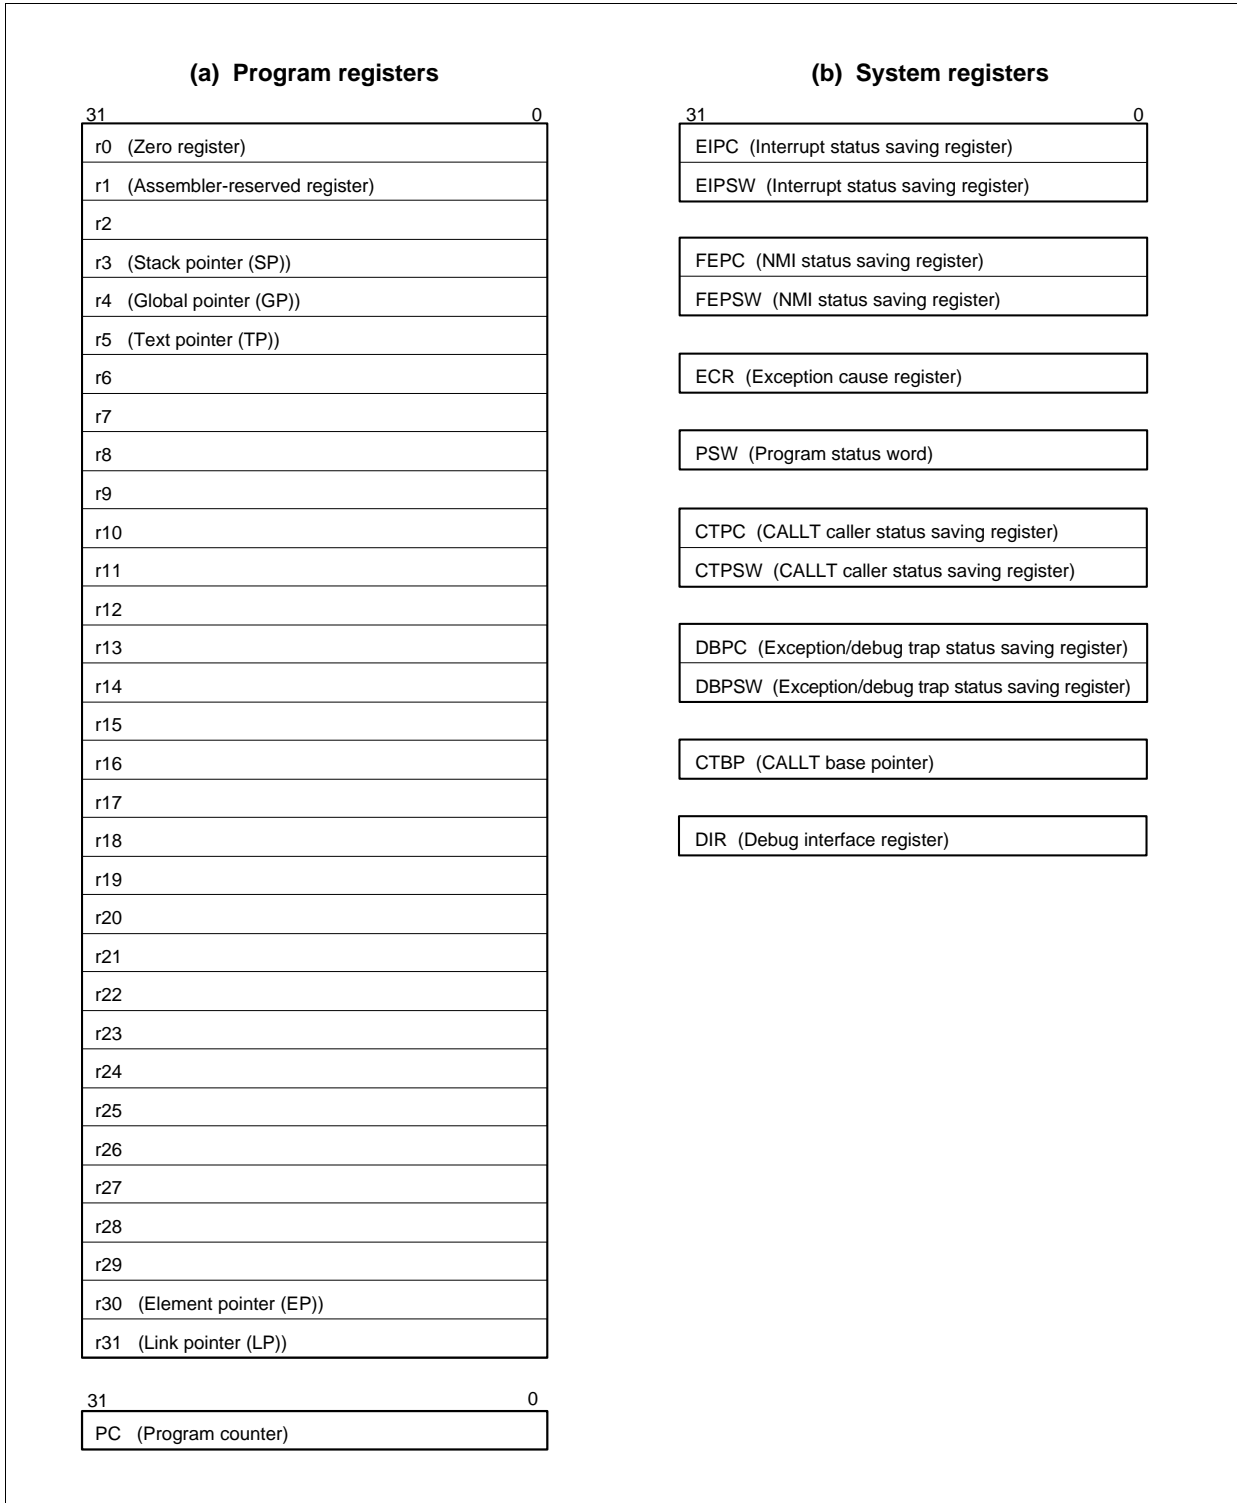 (a) Program registers
31 0
r0 (Zero register)
r1 (Assembler-reserved register)
r2
r3 (Stack pointer (SP))
r4 (Global pointer (GP))
r5 (Text pointer (TP))
r6
r7
r8
r9
r10
r11
r12
r13
r14
r15
r16
r17
r18
r19
r20
r21
r22
r23
r24
r25
r26
r27
r28
r29
r30 (Element pointer (EP))
r31 (Link pointer (LP))
31 0
PC (Program counter)
(b) System registers
31 0
EIPC (Interrupt status saving register)
EIPSW (Interrupt status saving register)
FEPC (NMI status saving register)
FEPSW (NMI status saving register)
ECR (Exception cause register)
PSW (Program status word)
CTPC (CALLT caller status saving register)
CTPSW (CALLT caller status saving register)
DBPC (Exception/debug trap status saving register)
DBPSW (Exception/debug trap status saving register)
CTBP (CALLT base pointer)
DIR (Debug interface register)